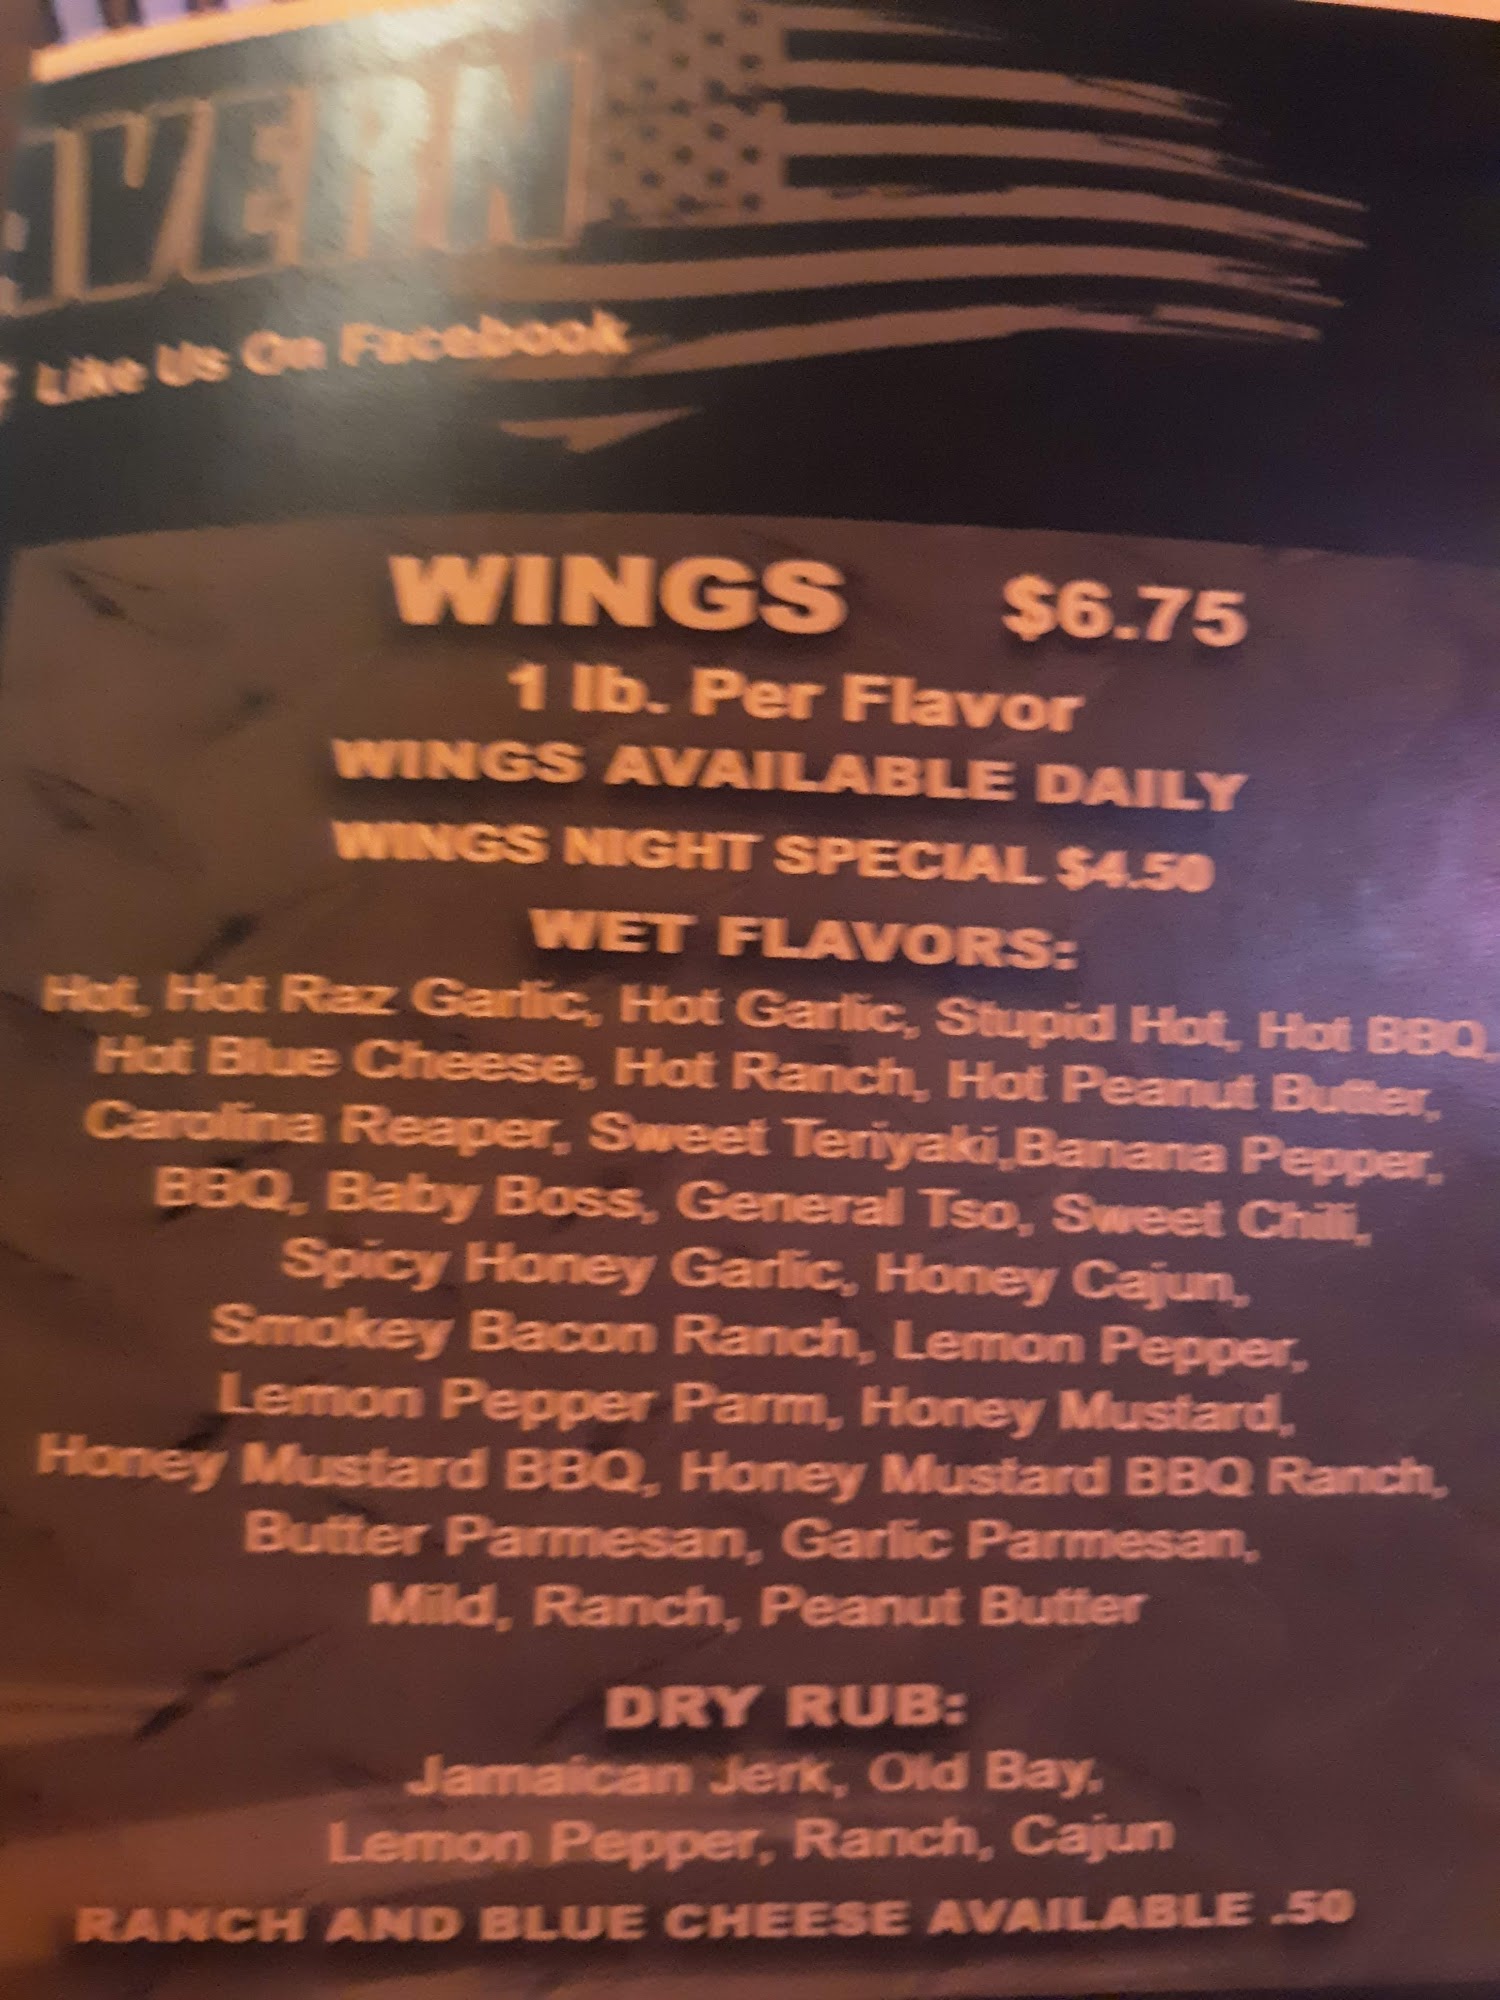 AVERN
Like Us On Facebook
WINGS $6.75
1 lb. Per Flavor
WINGS AVAILABLE DAILY
WINGS NIGHT SPECIAL $4.50
WET FLAVORS:
Hot, Hot Raz Garlic, Hot Garlic, Stupid Hot, Hot BBQ,
Hot Blue Cheese, Hot Ranch, Hot Peanut Butter,
Carolina Reaper, Sweet Teriyaki,Banana Pepper,
BBQ, Baby Boss, General Tso, Sweet Chili,
Spicy Honey Garlic, Honey Cajun,
Smokey Bacon Ranch, Lemon Pepper,
Lemon Pepper Parm, Honey Mustard,
Honey Mustard BBQ, Honey Mustard BBQ Ranch,
Butter Parmesan, Garlic Parmesan,
Mild, Ranch, Peanut Butter
DRY RUB:
Jamaican Jerk, Old Bay,
Lemon Pepper, Ranch, Cajun
RANCH AND BLUE CHEESE AVAILABLE .50